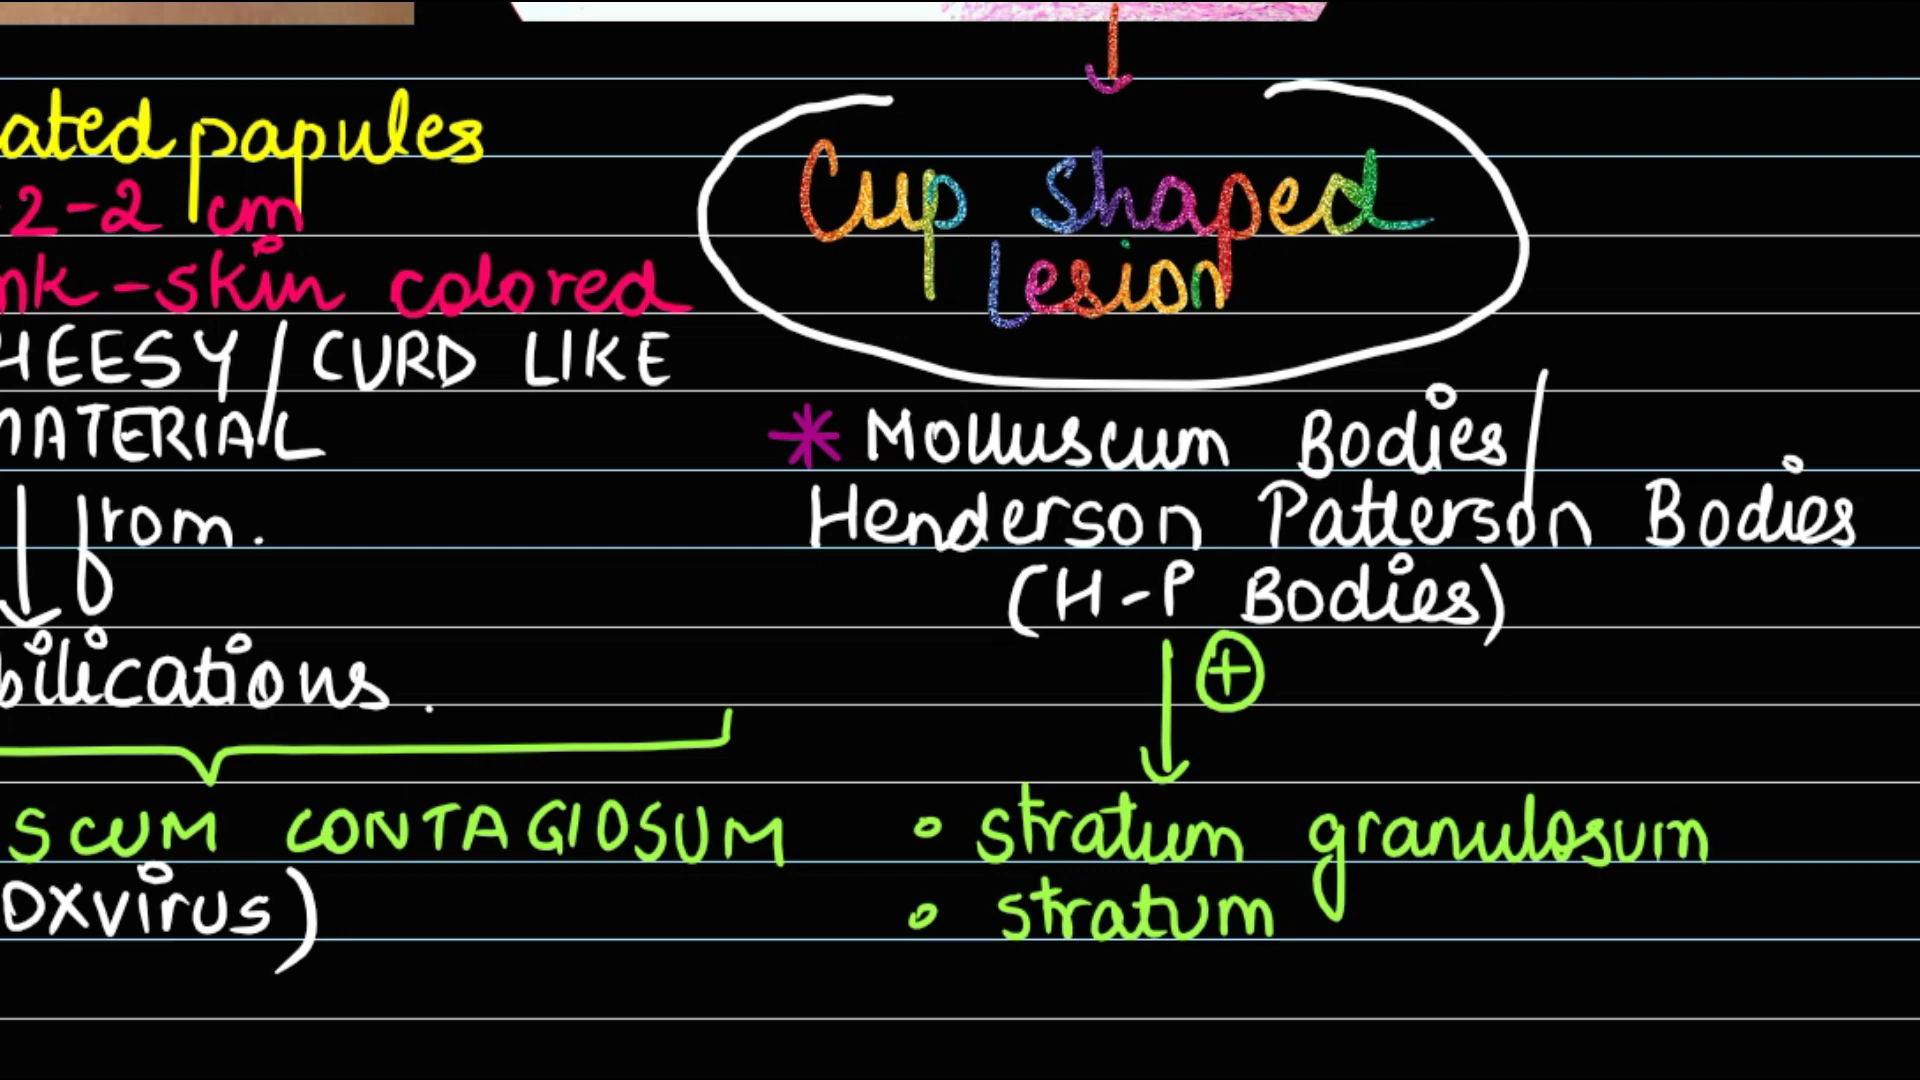 ated papules
2-2 cm
nk-skin colored
HEESY/CURD LIKE
MATERIAL
from.
bilications.
SCUM CONTAGIOSUM
OXvirus)
Cup shaped
Lesion
* Molluscum Bodies/
Henderson Patterson Bodies
(H-P Bodies)
+
• stratum granulosum
• stratum